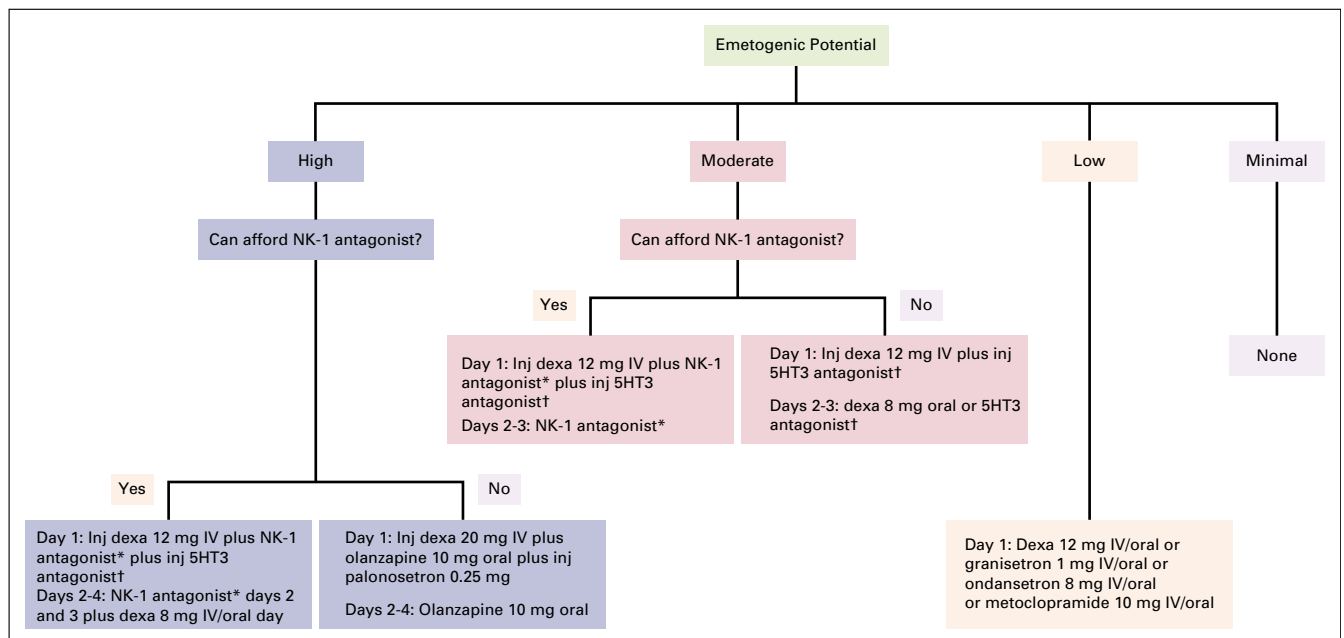 Emetogenic Potential
High
Moderate
Low
Minimal
Can afford NK-1 antagonist?
Can afford NK-1 antagonist?
Yes
No
Day 1: Inj dexa 12 mg IV plus NK-1
antagonist* plus inj 5HT3
antagonist†
Days 2-3: NK-1 antagonist*
Day 1: Inj dexa 12 mg IV plus inj
5HT3 antagonist†
Days 2-3: dexa 8 mg oral or 5HT3
antagonist†
None
Yes
No
Day 1: Inj dexa 12 mg IV plus NK-1
antagonist* plus inj 5HT3
antagonist†
Days 2-4: NK-1 antagonist* days 2
and 3 plus dexa 8 mg IV/oral day
Day 1: Inj dexa 20 mg IV plus
olanzapine 10 mg oral plus inj
palonosetron 0.25 mg
Days 2-4: Olanzapine 10 mg oral
Day 1: Dexa 12 mg IV/oral or
granisetron 1 mg IV/oral or
ondansetron 8 mg IV/oral
or metoclopramide 10 mg IV/oral